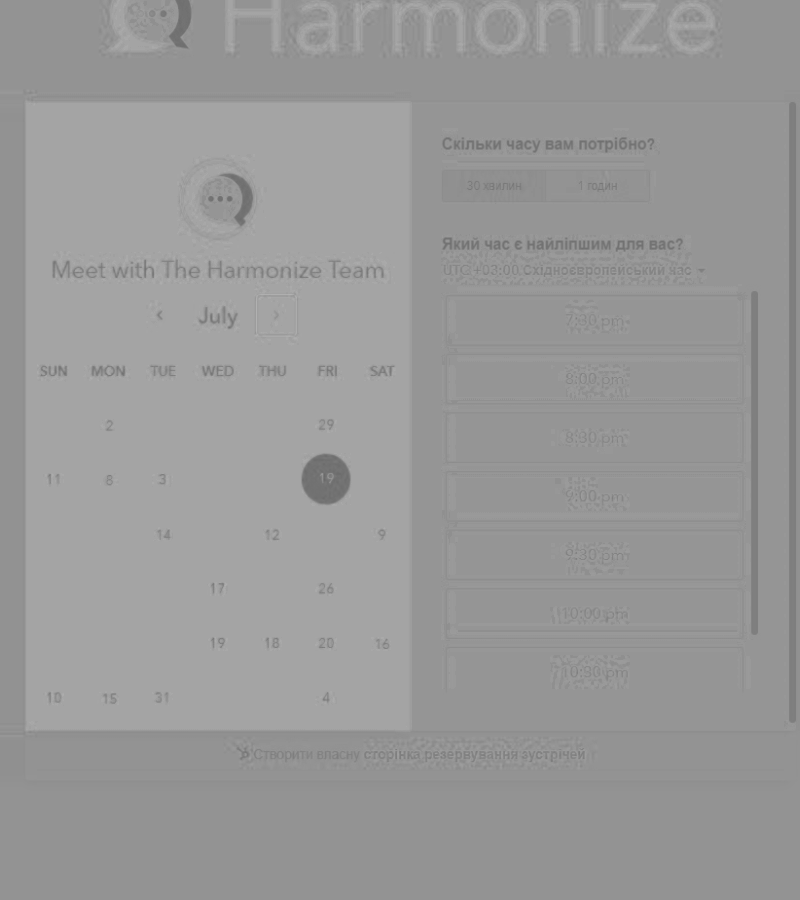 Harmonize
Meet with The Harmonize Team
July
SUN MON TUE WED THU FRI SAT
2 29
11 8 3 19
14 12 9
17 26
19 18 20 16
10 15 31 4
Скільки часу вам потрібно?
30 хвилин 1 годин
Який час є найліпшим для вас?
UTC +03:00 Східноєвропейський час
7:30 pm
8:00 pm
8:30 pm
9:00 pm
9:30 pm
10:00 pm
10:30 pm
Створити власну сторінка резервування зустрічей